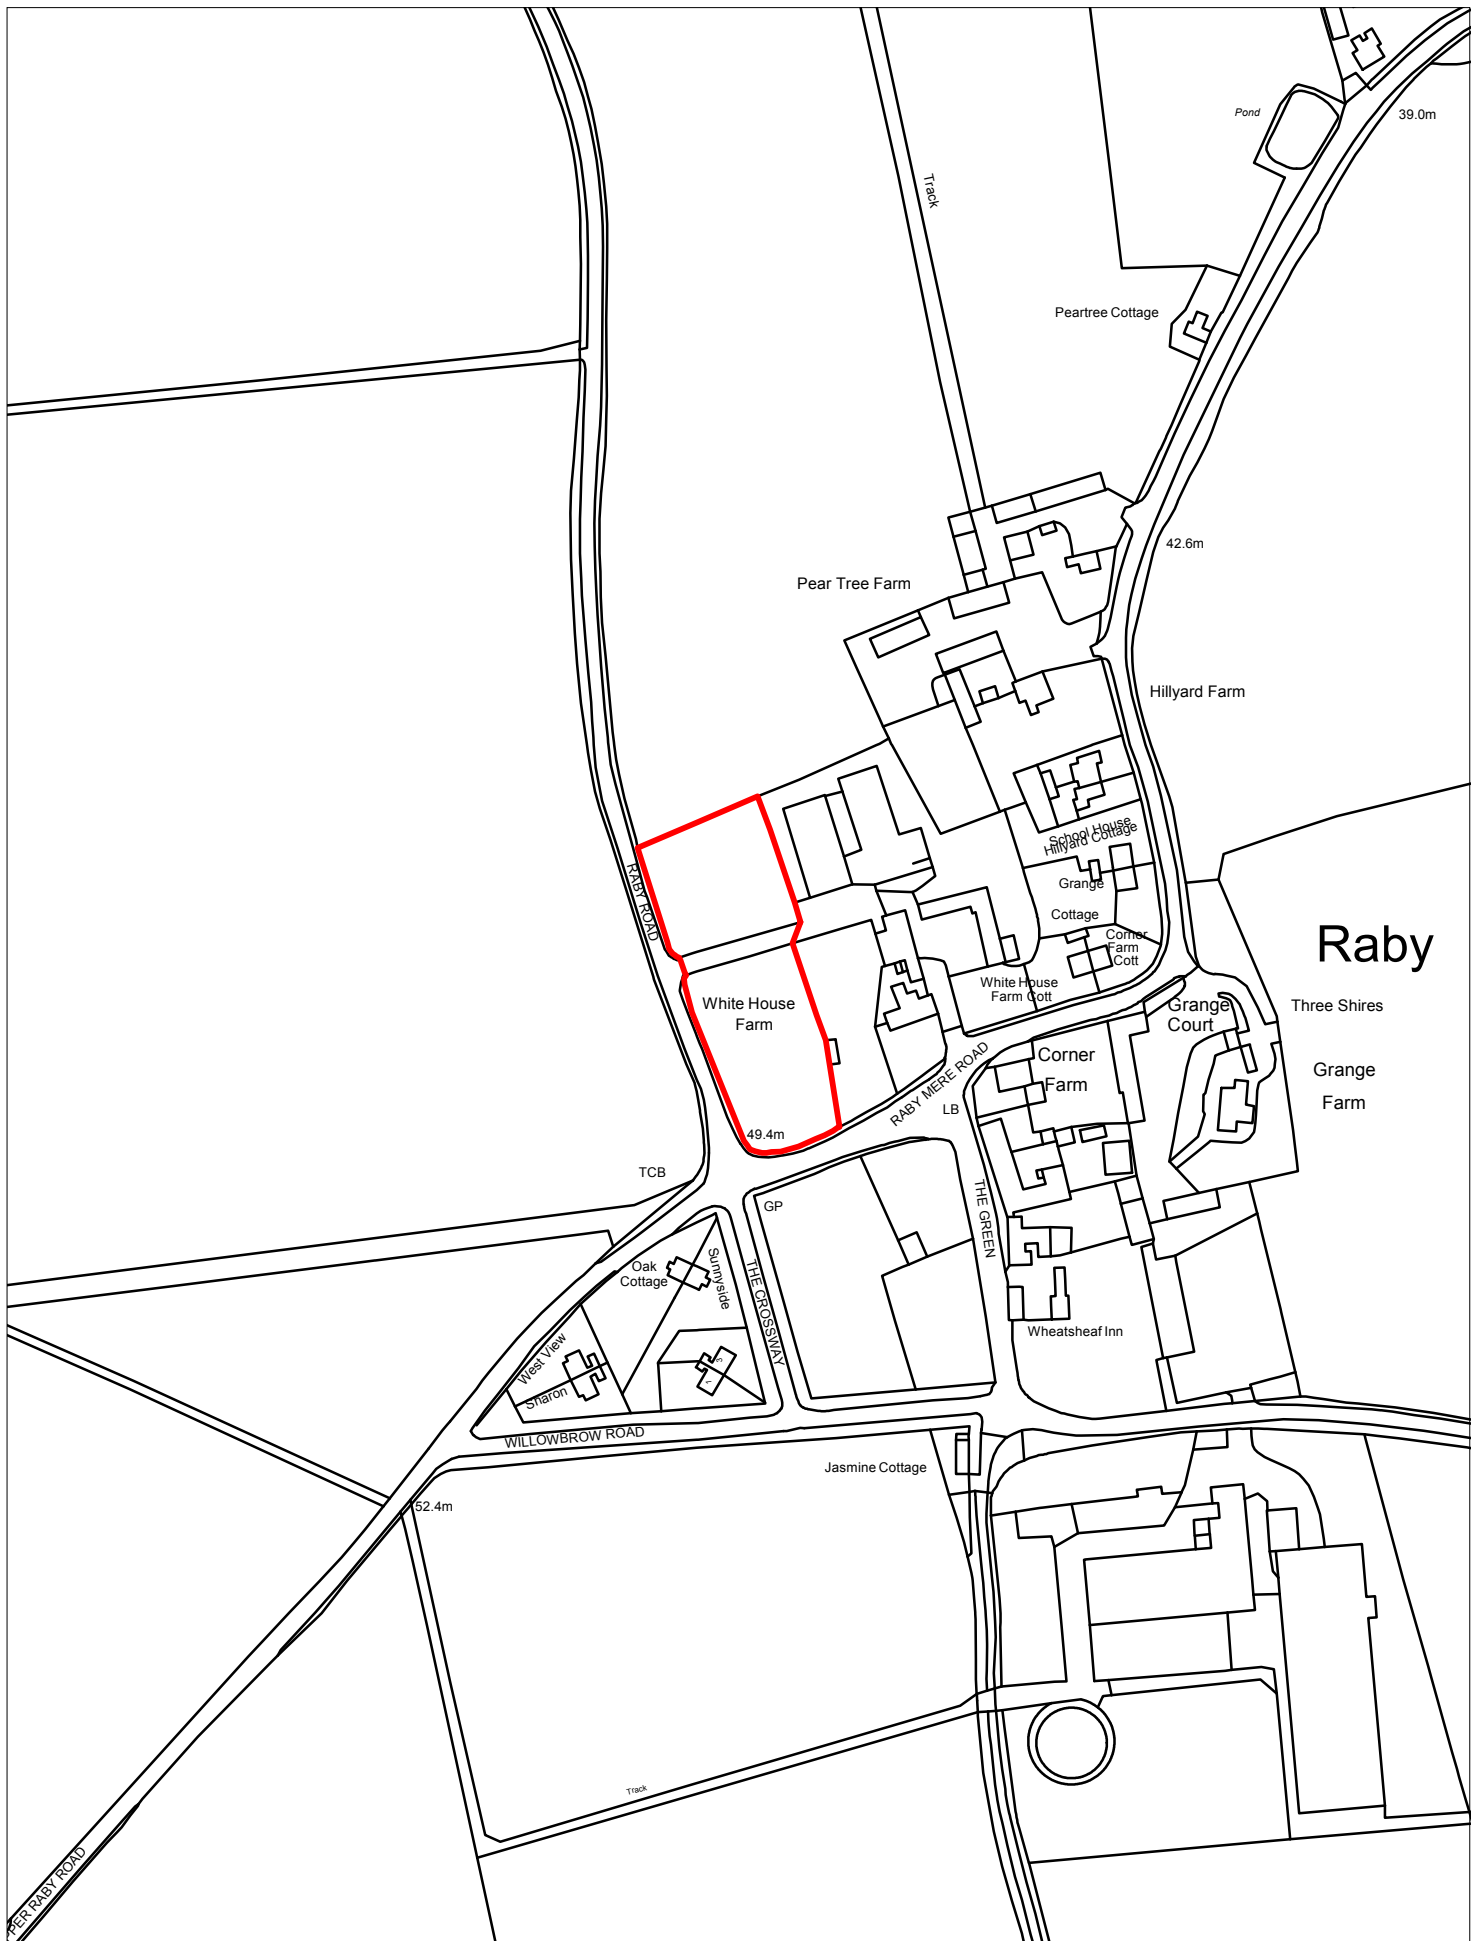 Pond
39.0m
Track
Peartree Cottage
42.6m
Pear Tree Farm
Hillyard Farm
School House
Hillyard Cottage
RABY ROAD
Grange
Cottage
Corner
Farm
Cott
Raby
White House
Farm Cott
White House
Farm
Grange
Court
Three Shires
Corner
Farm
Grange
Farm
RABY MERE ROAD
LB
49.4m
TCB
GP
THE GREEN
Oak
Cottage
Sunnyside
THE CROSSWAY
Wheatsheaf Inn
West View
Sharon
3
1
WILLOWBROW ROAD
Jasmine Cottage
52.4m
Track
PER RABY ROAD